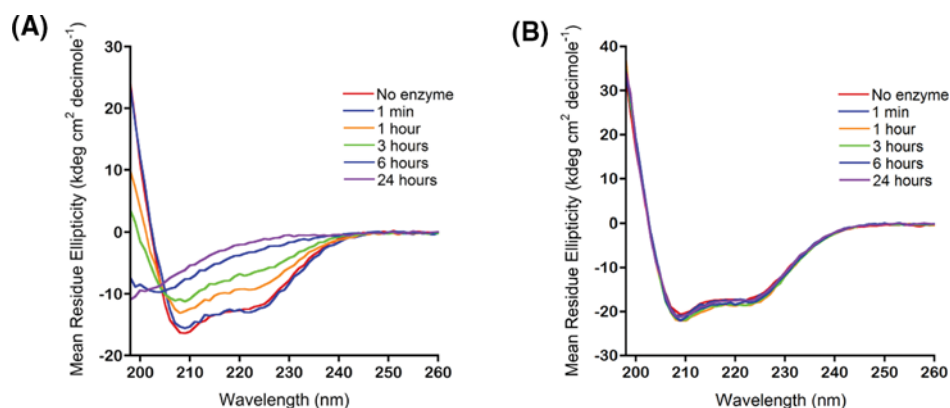 (A)
Mean Residue Ellipticity (kdeg cm² decimole⁻¹)
30
20
10
0
-10
-20
200 210 220 230 240 250 260
Wavelength (nm)
No enzyme
1 min
1 hour
3 hours
6 hours
24 hours
(B)
Mean Residue Ellipticity (kdeg cm² decimole⁻¹)
40
30
20
10
0
-10
-20
-30
200 210 220 230 240 250 260
Wavelength (nm)
No enzyme
1 min
1 hour
3 hours
6 hours
24 hours